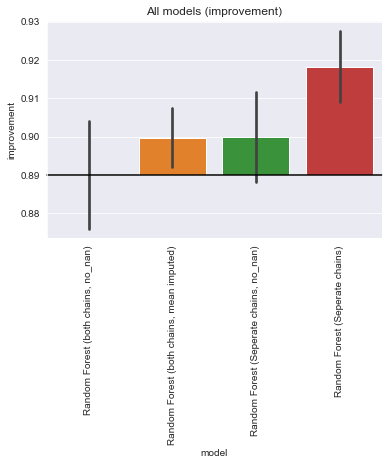 All models (improvement)
improvement
0.93
0.92
0.91
0.90
0.89
0.88
Random Forest (both chains, no_nan)
Random Forest (both chains, mean imputed)
Random Forest (Seperate chains, no_nan)
Random Forest (Seperate chains)
model